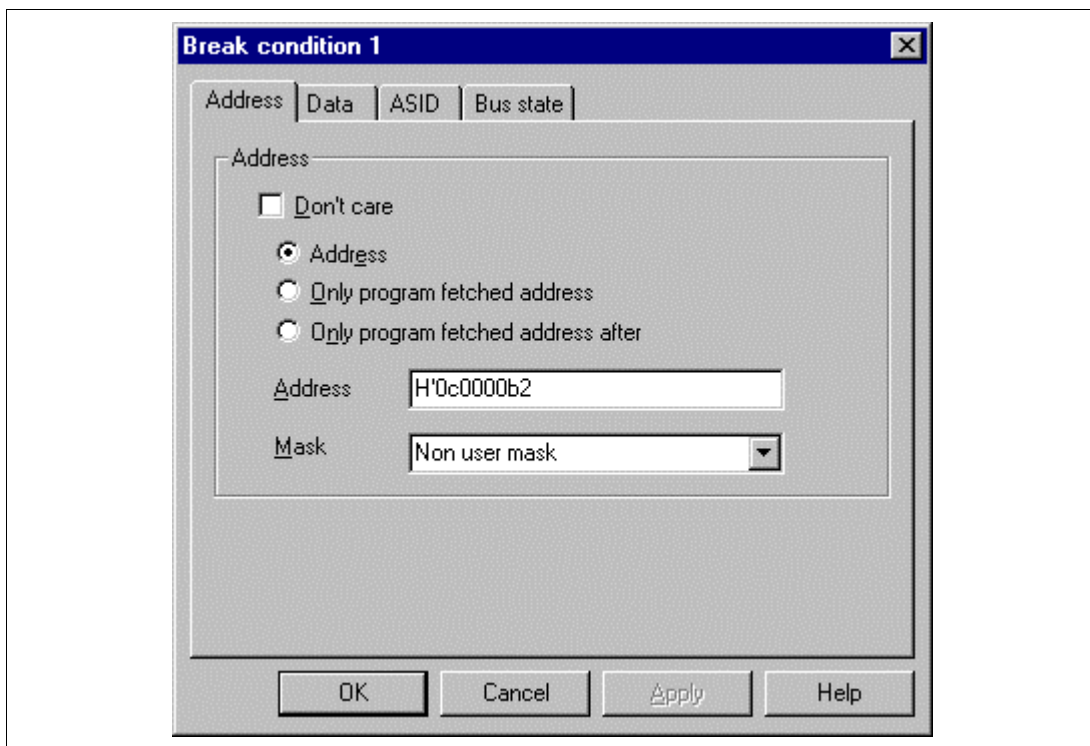 Break condition 1
Address Data ASID Bus state
Address
Don't care
Address
Only program fetched address
Only program fetched address after
Address H'0c0000b2
Mask Non user mask
OK Cancel Apply Help